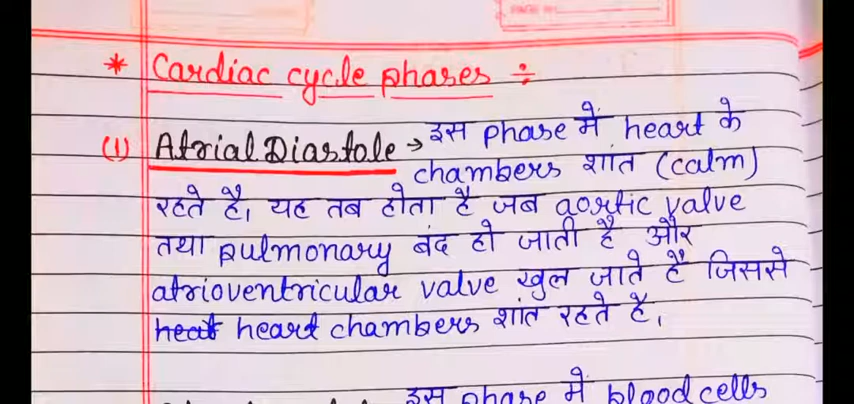 * Cardiac cycle phases ÷
(1) Atrial Diastole → इस phase में heart के
chambers शांत (calm)
रहते है, यह तब होता है जब aortic valve
तथा pulmonary बंद हो जाती है और
atrioventricular valve खुल जाते हैं जिससे
heat heart chambers शांत रहते है,
इस phase में blood cells